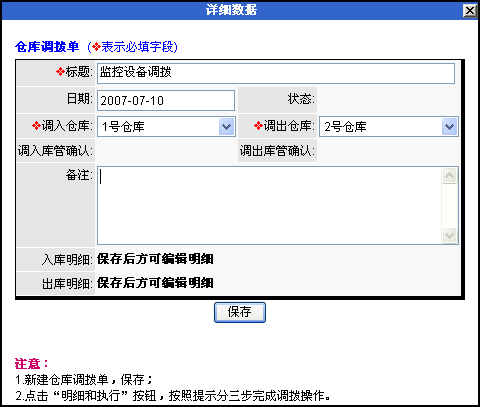 详细数据
仓库调拨单 (❖表示必填字段)
❖标题: 监控设备调拨
日期: 2007-07-10 状态:
❖调入仓库: 1号仓库 ❖调出仓库: 2号仓库
调入库管确认: 调出库管确认:
备注:
入库明细: 保存后方可编辑明细
出库明细: 保存后方可编辑明细
保存
注意：
1.新建仓库调拨单，保存；
2.点击“明细和执行”按钮，按照提示分三步完成调拨操作。